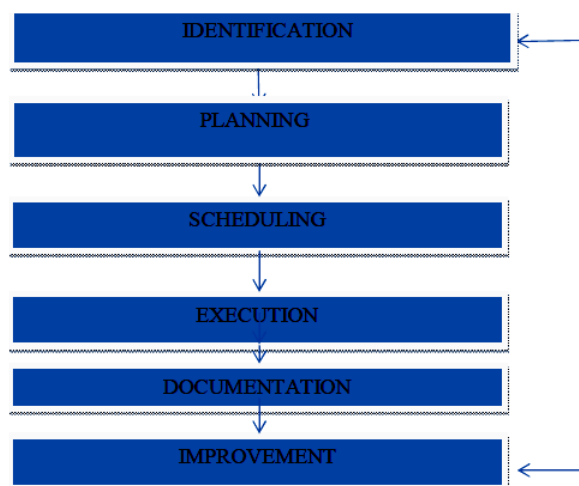 IDENTIFICATION
PLANNING
SCHEDULING
EXECUTION
DOCUMENTATION
IMPROVEMENT